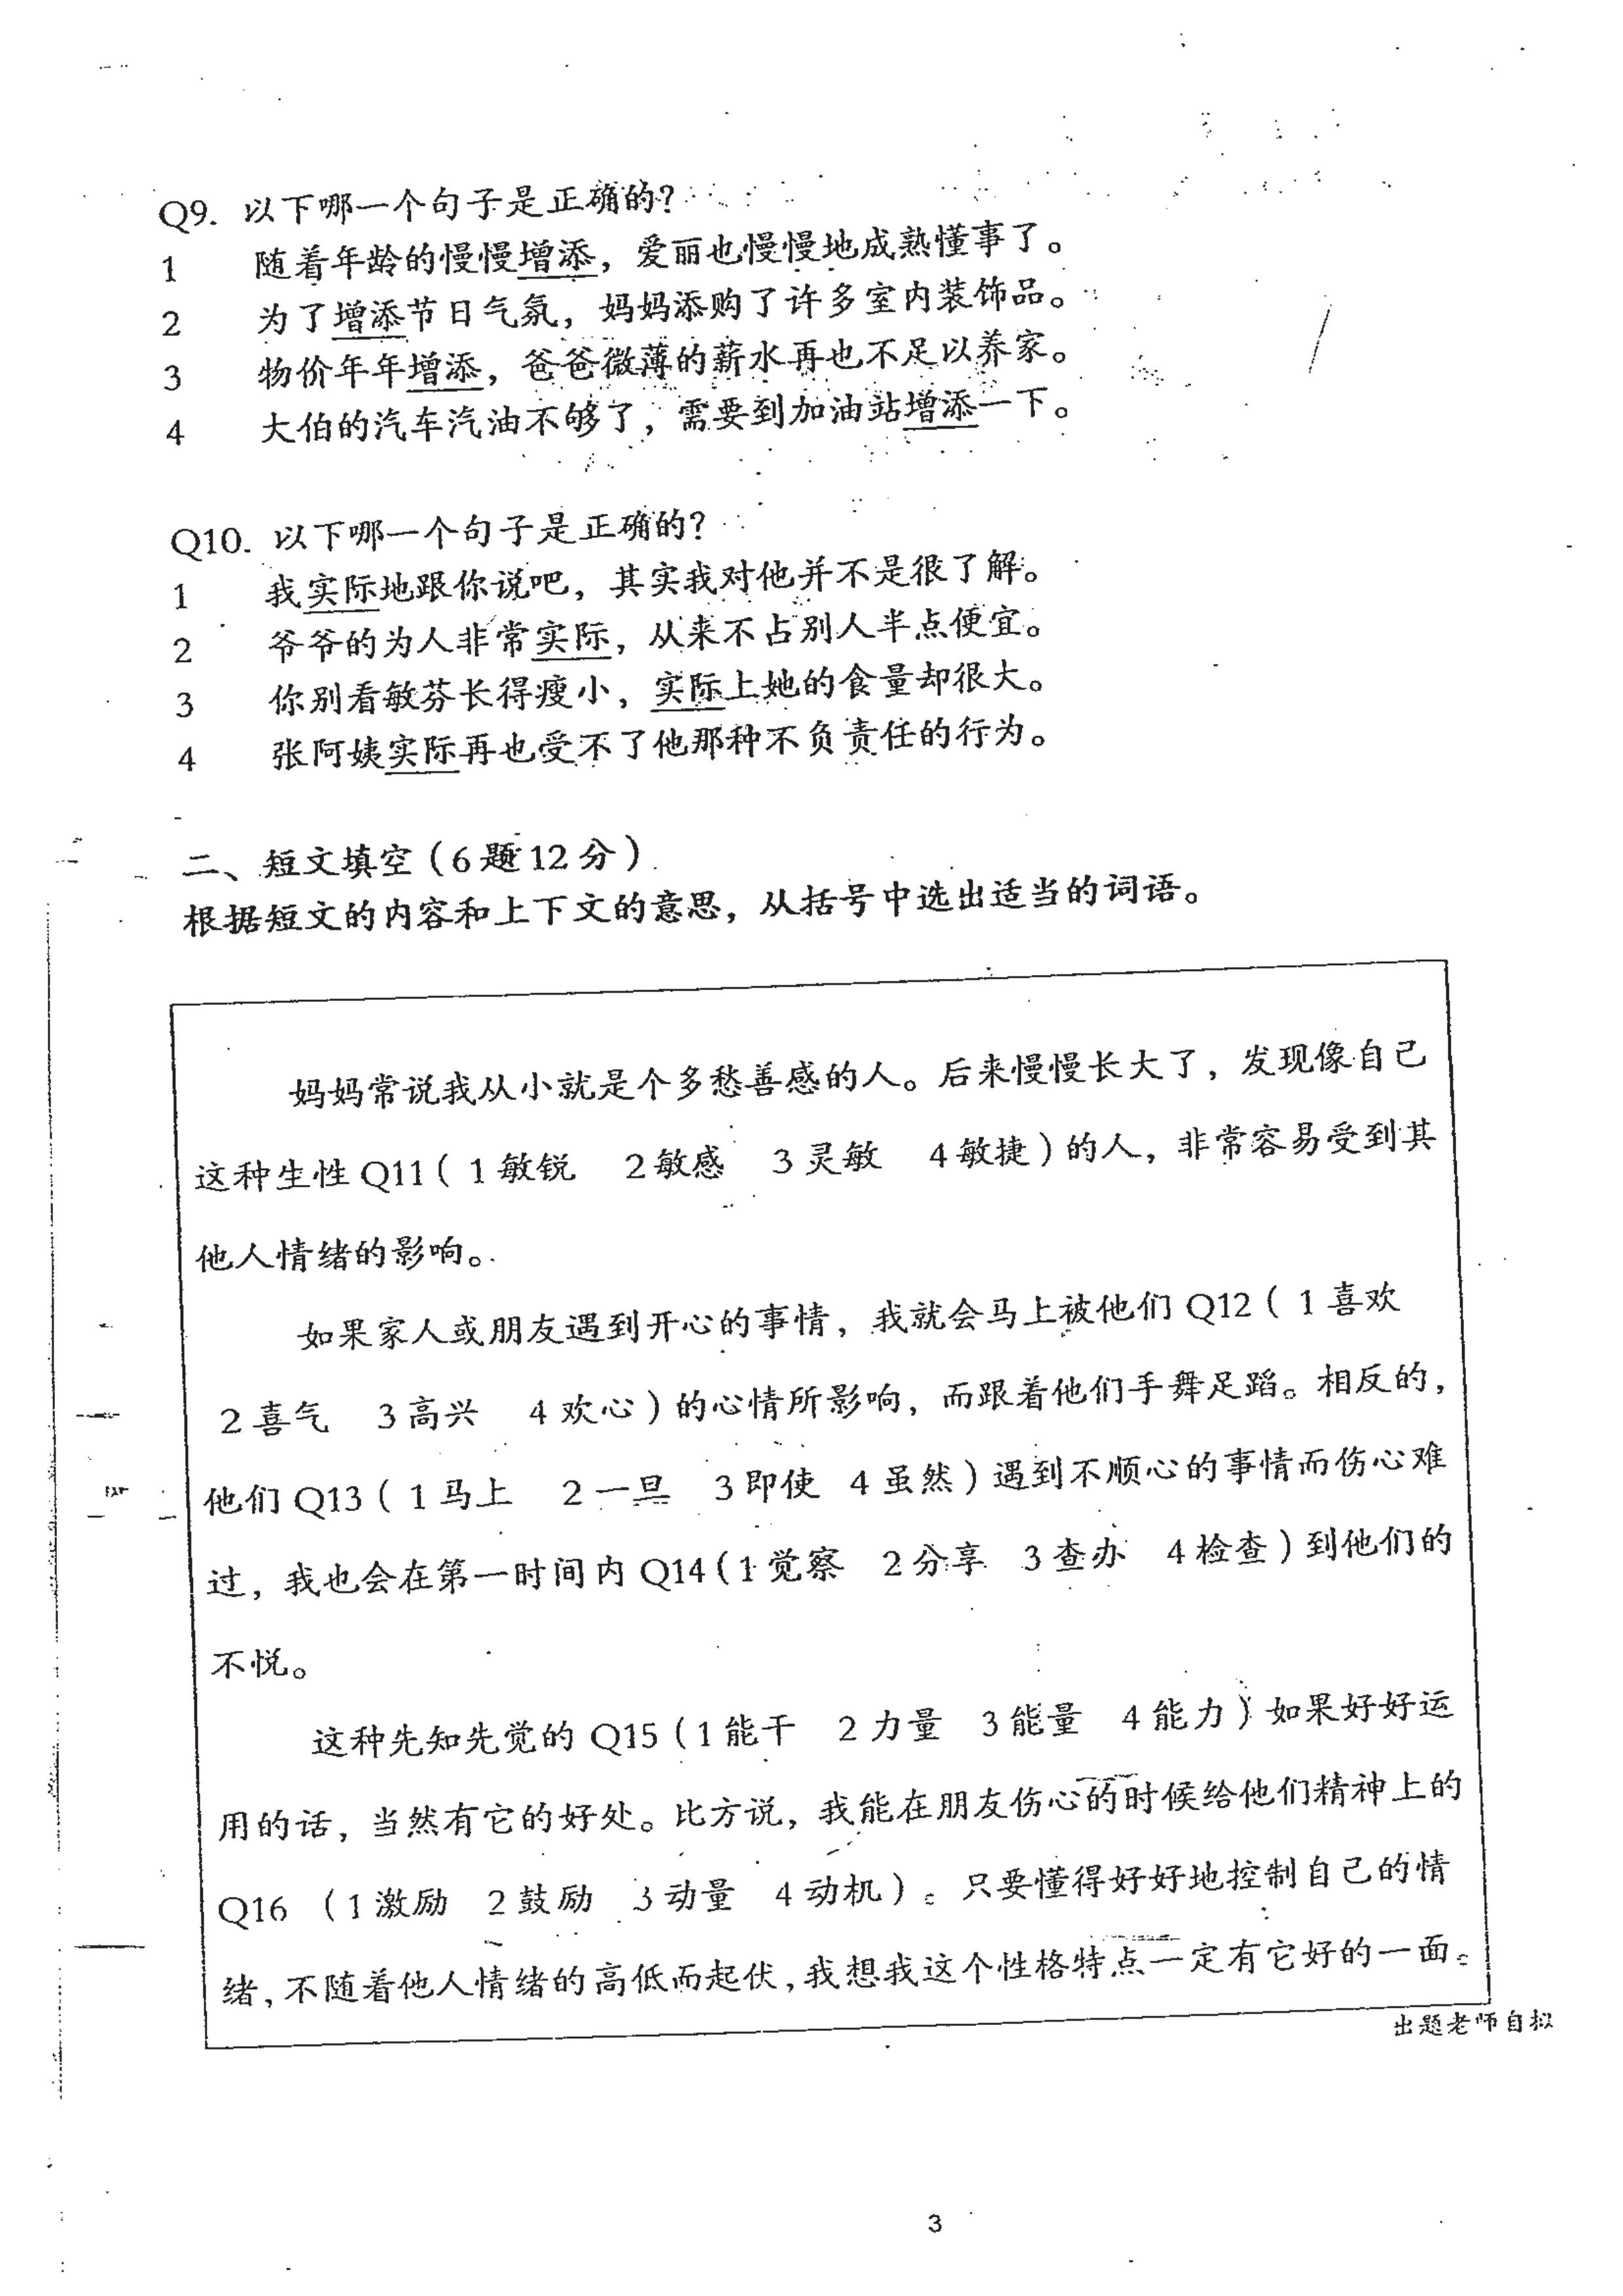 Q9. 以下哪一个句子是正确的？
1 随着年龄的慢慢增添，爱丽也慢慢地成熟懂事了。
2 为了增添节日气氛，妈妈添购了许多室内装饰品。
3 物价年年增添，爸爸微薄的薪水再也不足以养家。
4 大伯的汽车汽油不够了，需要到加油站增添一下。
Q10. 以下哪一个句子是正确的？
1 我实际地跟你说吧，其实我对他并不是很了解。
2 爷爷的为人非常实际，从来不占别人半点便宜。
3 你别看敏芬长得瘦小，实际上她的食量却很大。
4 张阿姨实际再也受不了他那种不负责任的行为。
二、短文填空（6题12分）
根据短文的内容和上下文的意思，从括号中选出适当的词语。
妈妈常说我从小就是个多愁善感的人。后来慢慢长大了，发现像自己
这种生性Q11（1敏锐 2敏感 3灵敏 4敏捷）的人，非常容易受到其
他人情绪的影响。
如果家人或朋友遇到开心的事情，我就会马上被他们Q12（1喜欢
2喜气 3高兴 4欢心）的心情所影响，而跟着他们手舞足蹈。相反的，
他们Q13（1马上 2一旦 3即使 4虽然）遇到不顺心的事情而伤心难
过，我也会在第一时间内Q14（1觉察 2分享 3查办 4检查）到他们的
不悦。
这种先知先觉的Q15（1能干 2力量 3能量 4能力）如果好好运
用的话，当然有它的好处。比方说，我能在朋友伤心的时候给他们精神上的
Q16（1激励 2鼓励 3动量 4动机）。只要懂得好好地控制自己的情
绪，不随着他人情绪的高低而起伏，我想我这个性格特点一定有它好的一面。
出题老师自拟
3